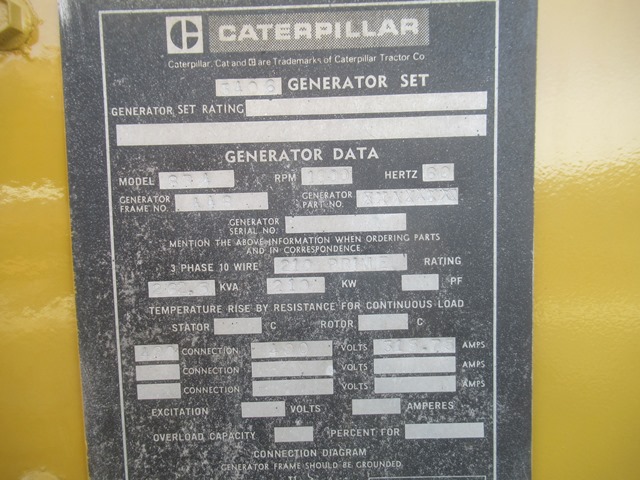 C CATERPILLAR
Caterpillar, Cat and C are Trademarks of Caterpillar Tractor Co
GENERATOR SET
GENERATOR SET RATING
GENERATOR DATA
MODEL SR4 RPM HERTZ 60
GENERATOR FRAME NO. GENERATOR PART NO.
GENERATOR SERIAL NO.
MENTION THE ABOVE INFORMATION WHEN ORDERING PARTS
AND IN CORRESPONDENCE.
3 PHASE 10 WIRE RATING
KVA KW PF
TEMPERATURE RISE BY RESISTANCE FOR CONTINUOUS LOAD
STATOR C ROTOR C
CONNECTION VOLTS AMPS
CONNECTION VOLTS AMPS
CONNECTION VOLTS AMPS
EXCITATION VOLTS AMPERES
OVERLOAD CAPACITY PERCENT FOR
CONNECTION DIAGRAM
GENERATOR FRAME SHOULD BE GROUNDED.